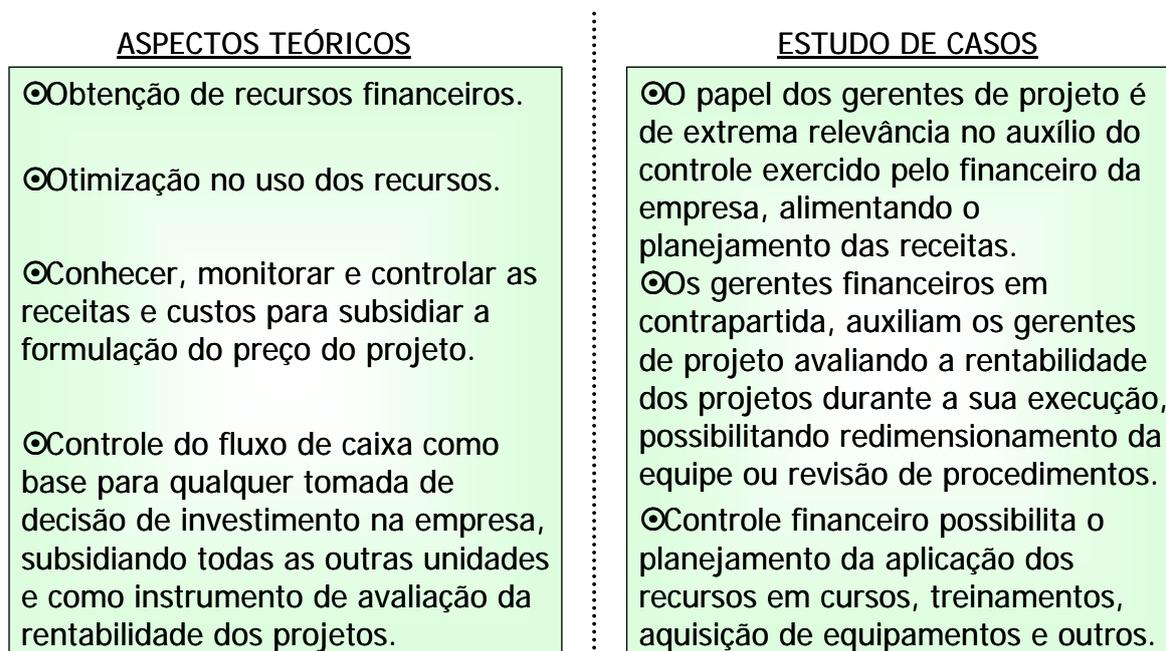 ASPECTOS TEÓRICOS
⊙Obtenção de recursos financeiros.
⊙Otimização no uso dos recursos.
⊙Conhecer, monitorar e controlar as
receitas e custos para subsidiar a
formulação do preço do projeto.
⊙Controle do fluxo de caixa como
base para qualquer tomada de
decisão de investimento na empresa,
subsidiando todas as outras unidades
e como instrumento de avaliação da
rentabilidade dos projetos.
ESTUDO DE CASOS
⊙O papel dos gerentes de projeto é
de extrema relevância no auxílio do
controle exercido pelo financeiro da
empresa, alimentando o
planejamento das receitas.
⊙Os gerentes financeiros em
contrapartida, auxiliam os gerentes
de projeto avaliando a rentabilidade
dos projetos durante a sua execução,
possibilitando redimensionamento da
equipe ou revisão de procedimentos.
⊙Controle financeiro possibilita o
planejamento da aplicação dos
recursos em cursos, treinamentos,
aquisição de equipamentos e outros.